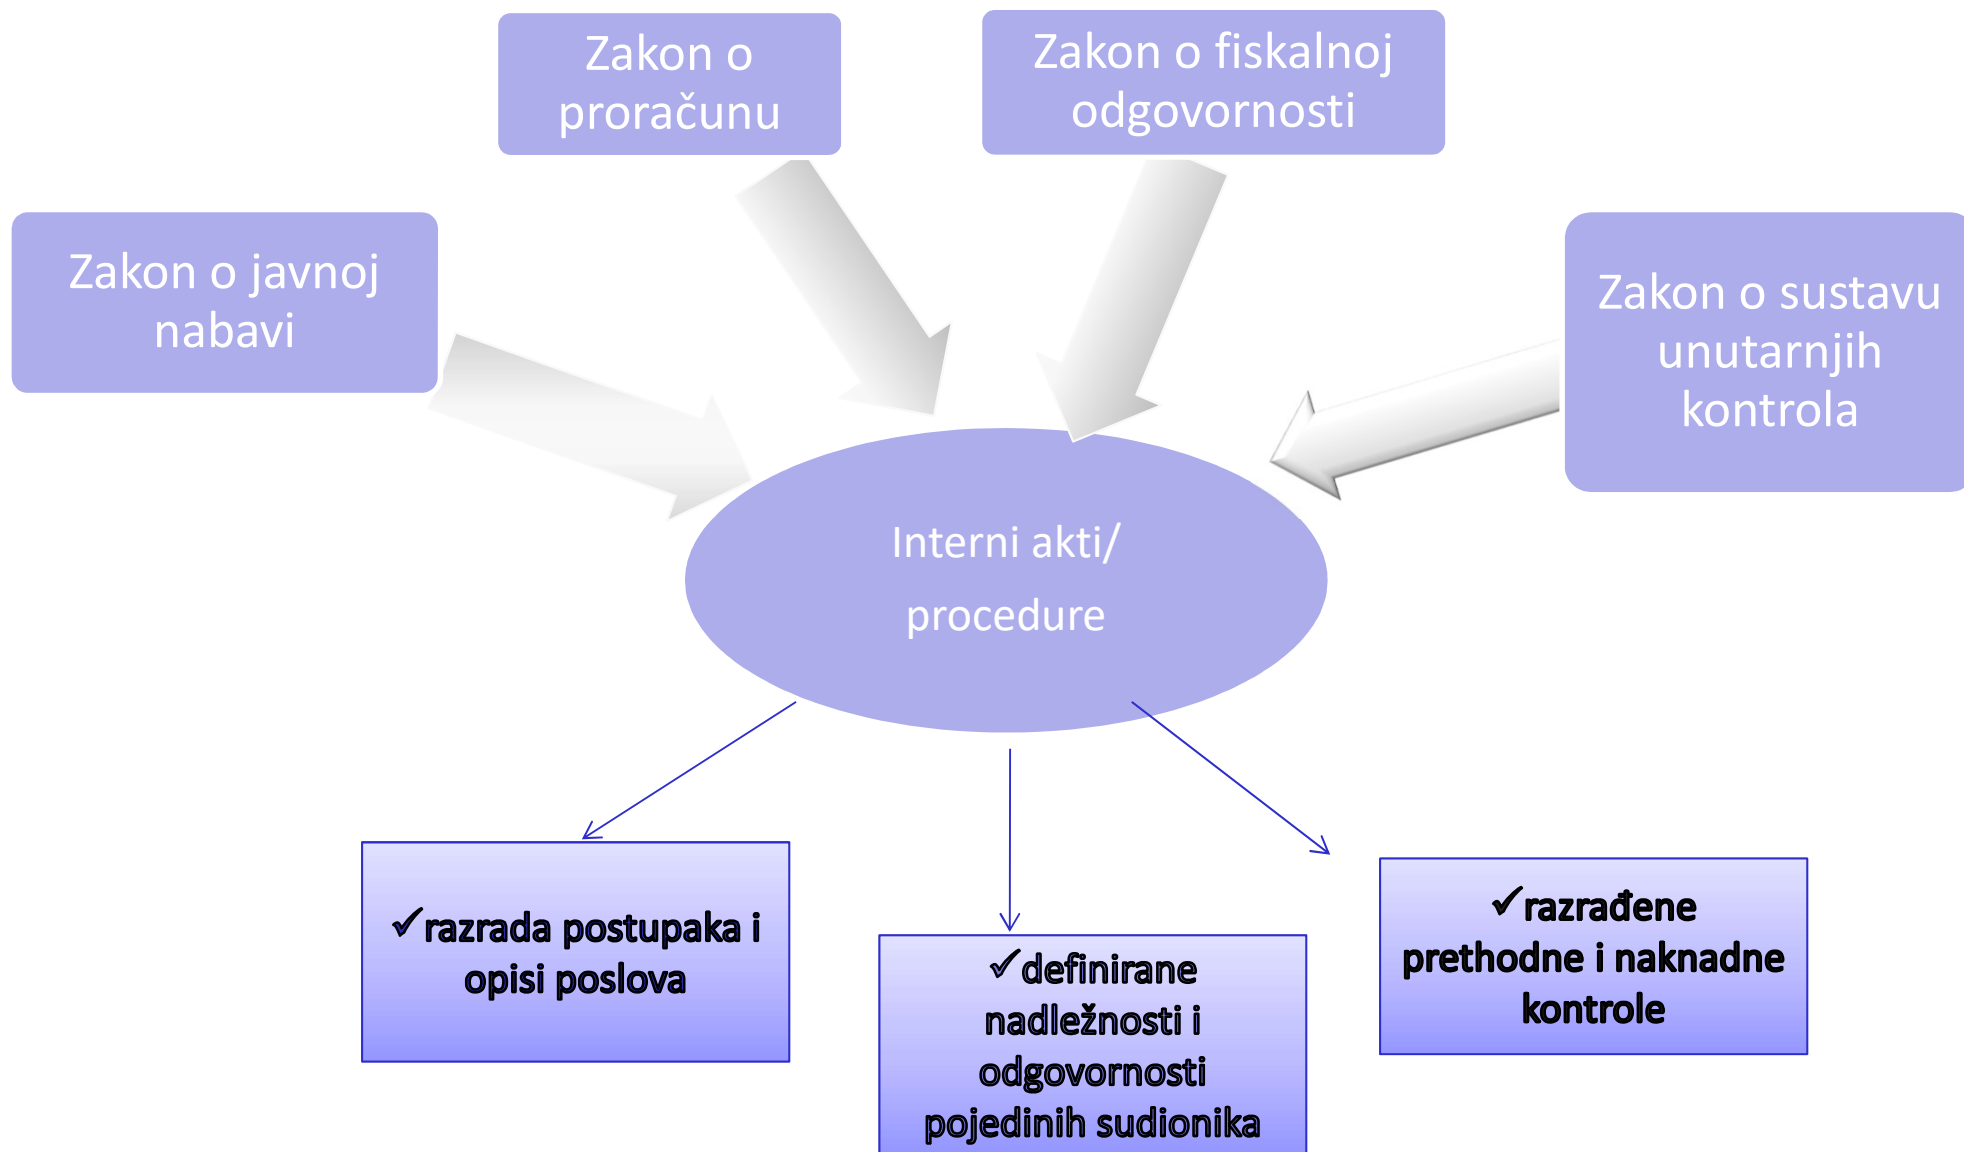 Zakon o
proračunu
Zakon o fiskalnoj
odgovornosti
Zakon o javnoj
nabavi
Zakon o sustavu
unutarnjih
kontrola
Interni akti/
procedure
✓razrada postupaka i
opisi poslova
✓definirane
nadležnosti i
odgovornosti
pojedinih sudionika
✓razrađene
prethodne i naknadne
kontrole